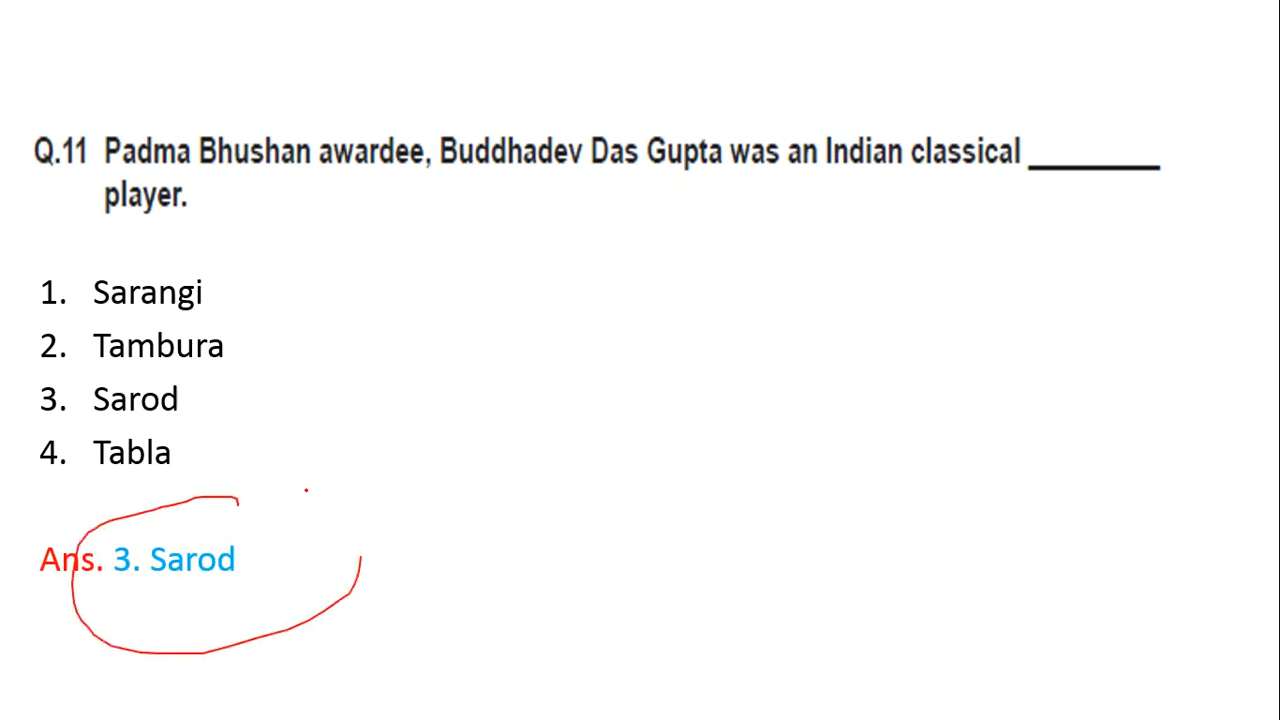 Q.11 Padma Bhushan awardee, Buddhadev Das Gupta was an Indian classical ________
player.
1. Sarangi
2. Tambura
3. Sarod
4. Tabla
Ans. 3. Sarod